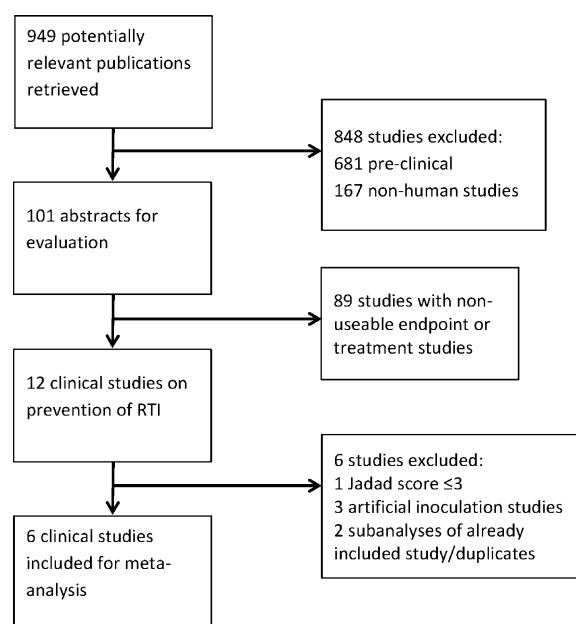 949 potentially
relevant publications
retrieved
848 studies excluded:
681 pre-clinical
167 non-human studies
101 abstracts for
evaluation
89 studies with non-
useable endpoint or
treatment studies
12 clinical studies on
prevention of RTI
6 studies excluded:
1 Jadad score ≤3
3 artificial inoculation studies
2 subanalyses of already
included study/duplicates
6 clinical studies
included for meta-
analysis